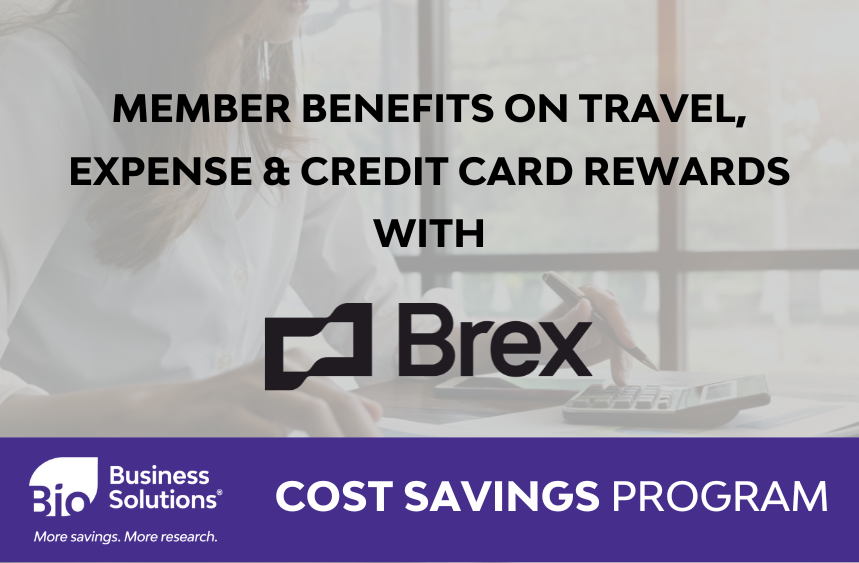 MEMBER BENEFITS ON TRAVEL,
EXPENSE & CREDIT CARD REWARDS
WITH
Brex
Bio
Business
Solutions®
More savings. More research.
COST SAVINGS PROGRAM